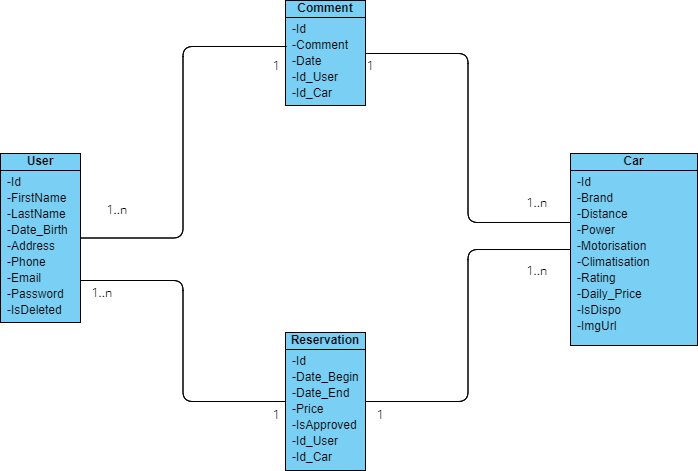 Comment
-Id
-Comment
-Date
-Id_User
-Id_Car
1
1
User
-Id
-FirstName
-LastName
-Date_Birth
-Address
-Phone
-Email
-Password
-IsDeleted
1..n
1..n
Car
-Id
-Brand
-Distance
-Power
-Motorisation
-Climatisation
-Rating
-Daily_Price
-IsDispo
-ImgUrl
1..n
1..n
Reservation
-Id
-Date_Begin
-Date_End
-Price
-IsApproved
-Id_User
-Id_Car
1
1